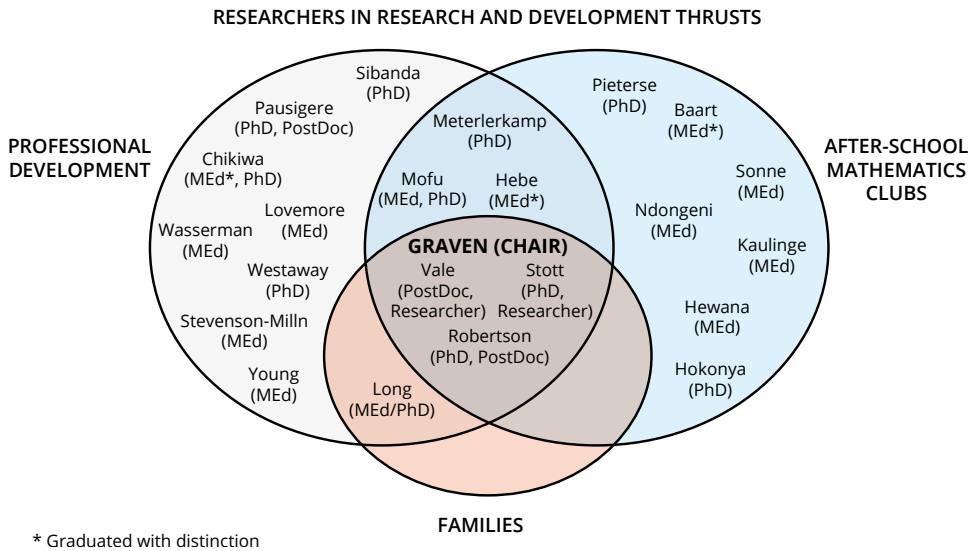 RESEARCHERS IN RESEARCH AND DEVELOPMENT THRUSTS
PROFESSIONAL
DEVELOPMENT
Sibanda
(PhD)
Pausigere
(PhD, PostDoc)
Chikiwa
(MEd*, PhD)
Lovemore
(MEd)
Wasserman
(MEd)
Westaway
(PhD)
Stevenson-Milln
(MEd)
Young
(MEd)
Meterlerkamp
(PhD)
Mofu
(MEd, PhD)
Hebe
(MEd*)
GRAVEN (CHAIR)
Vale
(PostDoc,
Researcher)
Stott
(PhD,
Researcher)
Robertson
(PhD, PostDoc)
Long
(MEd/PhD)
Pieterse
(PhD)
Baart
(MEd*)
Sonne
(MEd)
Ndongeni
(MEd)
Kaulinge
(MEd)
Hewana
(MEd)
Hokonya
(PhD)
AFTER-SCHOOL
MATHEMATICS
CLUBS
FAMILIES
* Graduated with distinction